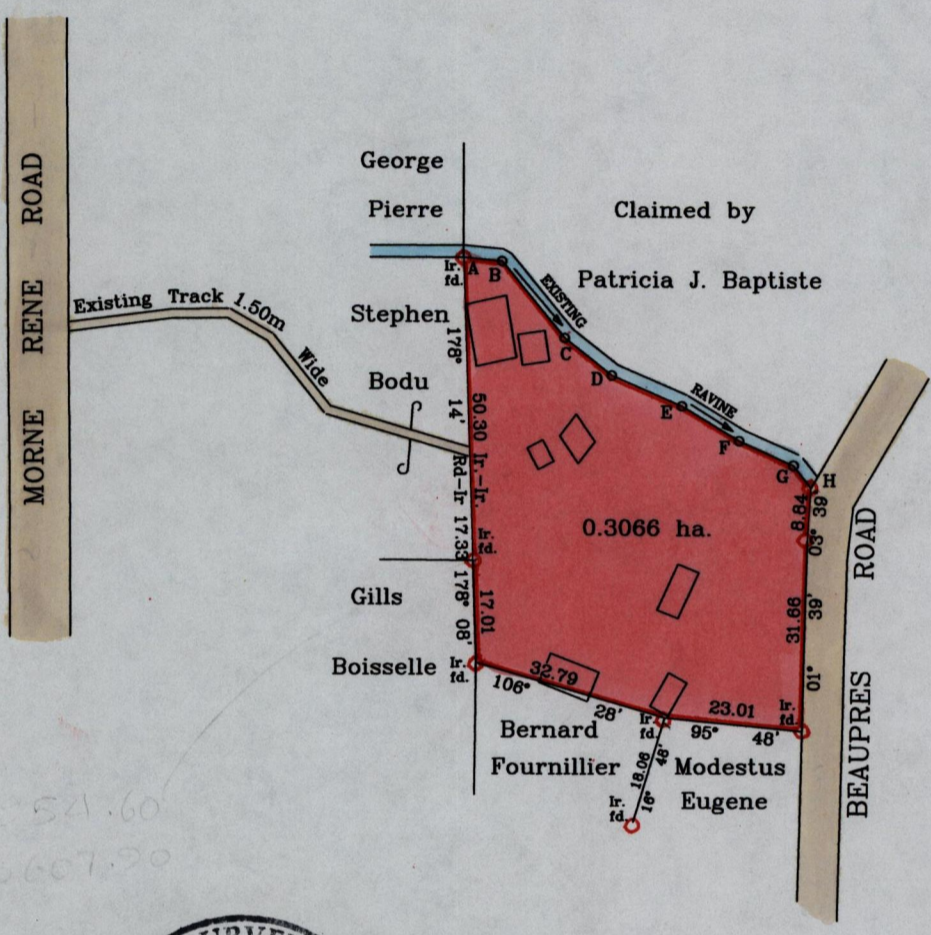 George
Pierre
Claimed by
Patricia J. Baptiste
MORNE RENE ROAD
Existing Track 1.50m
Wide
Ir.
fd.
A
B
EXISTING
C
D
E
RAVINE
F
G
H
Stephen
Bodu
178°
14'
50.30 Ir.-Ir.
Rd-Ir 17.33
Ir.
fd.
0.3066 ha.
8.84
03° 39'
31.66
01° 39'
BEAUPRES ROAD
Gills
Boisselle
178° 08'
17.01
Ir.
fd.
32.79
106° 28'
Ir.
fd.
23.01
95° 48'
Ir.
fd.
Bernard
Fournillier
Modestus
Eugene
18.08
16° 48'
Ir.
fd.